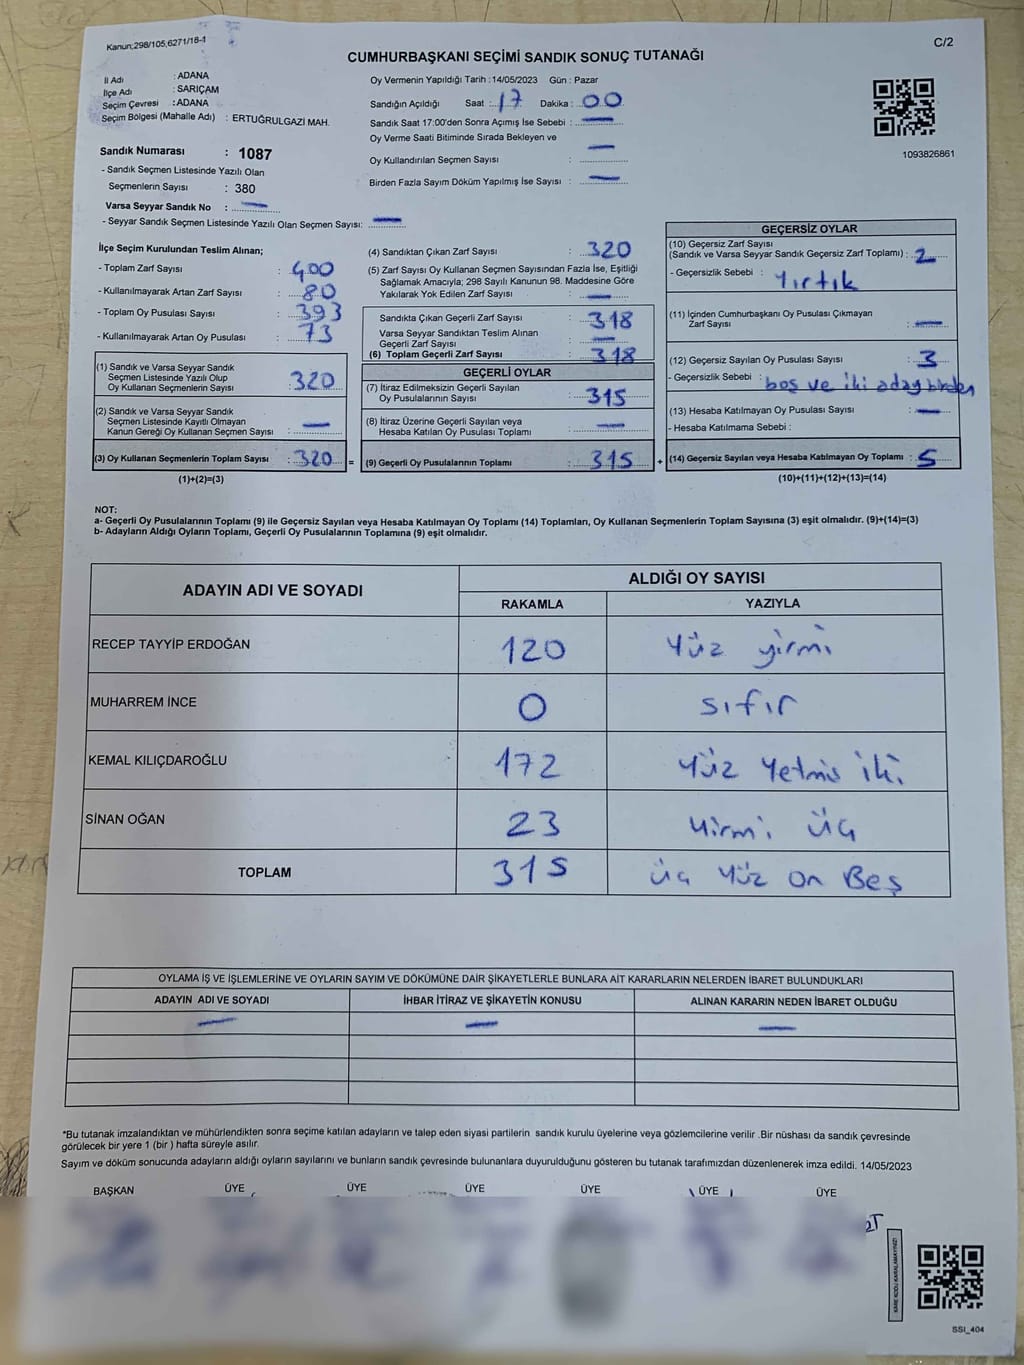 Kanun;298/105;6271/18-1
C/2
CUMHURBAŞKANI SEÇİMİ SANDIK SONUÇ TUTANAĞI
İl Adı : ADANA
İlçe Adı : SARIÇAM
Seçim Çevresi : ADANA
Seçim Bölgesi (Mahalle Adı) : ERTUĞRULGAZİ MAH.
Oy Vermenin Yapıldığı Tarih :14/05/2023 Gün : Pazar
Sandığın Açıldığı Saat : 17 Dakika : 00
Sandık Saat 17:00'den Sonra Açımış İse Sebebi : —
Oy Verme Saati Bitiminde Sırada Bekleyen ve
Oy Kullandırılan Seçmen Sayısı : —
Birden Fazla Sayım Döküm Yapılmış İse Sayısı : —
1093826861
Sandık Numarası : 1087
- Sandık Seçmen Listesinde Yazılı Olan
Seçmenlerin Sayısı : 380
Varsa Seyyar Sandık No : —
- Seyyar Sandık Seçmen Listesinde Yazılı Olan Seçmen Sayısı: —
İlçe Seçim Kurulundan Teslim Alınan;
- Toplam Zarf Sayısı : 400
- Kullanılmayarak Artan Zarf Sayısı : 80
- Toplam Oy Pusulası Sayısı : 393
- Kullanılmayarak Artan Oy Pusulası : 73
(1) Sandık ve Varsa Seyyar Sandık
Seçmen Listesinde Yazılı Olup
Oy Kullanan Seçmenlerin Sayısı : 320
(2) Sandık ve Varsa Seyyar Sandık
Seçmen Listesinde Kayıtlı Olmayan
Kanun Gereği Oy Kullanan Seçmen Sayısı : —
(3) Oy Kullanan Seçmenlerin Toplam Sayısı : 320 =
(1)+(2)=(3)
(4) Sandıktan Çıkan Zarf Sayısı : 320
(5) Zarf Sayısı Oy Kullanan Seçmen Sayısından Fazla İse, Eşitliği
Sağlamak Amacıyla; 298 Sayılı Kanunun 98. Maddesine Göre
Yakılarak Yok Edilen Zarf Sayısı : —
Sandıkta Çıkan Geçerli Zarf Sayısı : 318
Varsa Seyyar Sandıktan Teslim Alınan
Geçerli Zarf Sayısı : —
(6) Toplam Geçerli Zarf Sayısı : 318
GEÇERLİ OYLAR
(7) İtiraz Edilmeksizin Geçerli Sayılan
Oy Pusulalarının Sayısı : 315
(8) İtiraz Üzerine Geçerli Sayılan veya
Hesaba Katılan Oy Pusulası Toplamı : —
(9) Geçerli Oy Pusulalarının Toplamı : 315 +
GEÇERSİZ OYLAR
(10) Geçersiz Zarf Sayısı
(Sandık ve Varsa Seyyar Sandık Geçersiz Zarf Toplamı) : 2
- Geçersizlik Sebebi : Yırtık
(11) İçinden Cumhurbaşkanı Oy Pusulası Çıkmayan
Zarf Sayısı : —
(12) Geçersiz Sayılan Oy Pusulası Sayısı : 3
- Geçersizlik Sebebi : boş ve iki aday birden
(13) Hesaba Katılmayan Oy Pusulası Sayısı : —
- Hesaba Katılmama Sebebi :
(14) Geçersiz Sayılan veya Hesaba Katılmayan Oy Toplamı : 5
(10)+(11)+(12)+(13)=(14)
NOT:
a- Geçerli Oy Pusulalarının Toplamı (9) ile Geçersiz Sayılan veya Hesaba Katılmayan Oy Toplamı (14) Toplamları, Oy Kullanan Seçmenlerin Toplam Sayısına (3) eşit olmalıdır. (9)+(14)=(3)
b- Adayların Aldığı Oyların Toplamı, Geçerli Oy Pusulalarının Toplamına (9) eşit olmalıdır.
ADAYIN ADI VE SOYADI ALDIĞI OY SAYISI
RAKAMLA YAZIYLA
RECEP TAYYİP ERDOĞAN 120 Yüz yirmi
MUHARREM İNCE 0 sıfır
KEMAL KILIÇDAROĞLU 172 Yüz Yetmis iki
SİNAN OĞAN 23 Yirmi üç
TOPLAM 315 üç Yüz On Beş
OYLAMA İŞ VE İŞLEMLERİNE VE OYLARIN SAYIM VE DÖKÜMÜNE DAİR ŞİKAYETLERLE BUNLARA AİT KARARLARIN NELERDEN İBARET BULUNDUKLARI
ADAYIN ADI VE SOYADI İHBAR İTİRAZ VE ŞİKAYETİN KONUSU ALINAN KARARIN NEDEN İBARET OLDUĞU
— — —
*Bu tutanak imzalandıktan ve mühürlendikten sonra seçime katılan adayların ve talep eden siyasi partilerin sandık kurulu üyelerine veya gözlemcilerine verilir .Bir nüshası da sandık çevresinde
görülecek bir yere 1 (bir ) hafta süreyle asılır.
Sayım ve döküm sonucunda adayların aldığı oyların sayılarını ve bunların sandık çevresinde bulunanlara duyurulduğunu gösteren bu tutanak tarafımızdan düzenlenerek imza edildi. 14/05/2023
BAŞKAN ÜYE ÜYE ÜYE ÜYE ÜYE ÜYE
KARE KODU KARALAMAYINIZ!
SSI_404